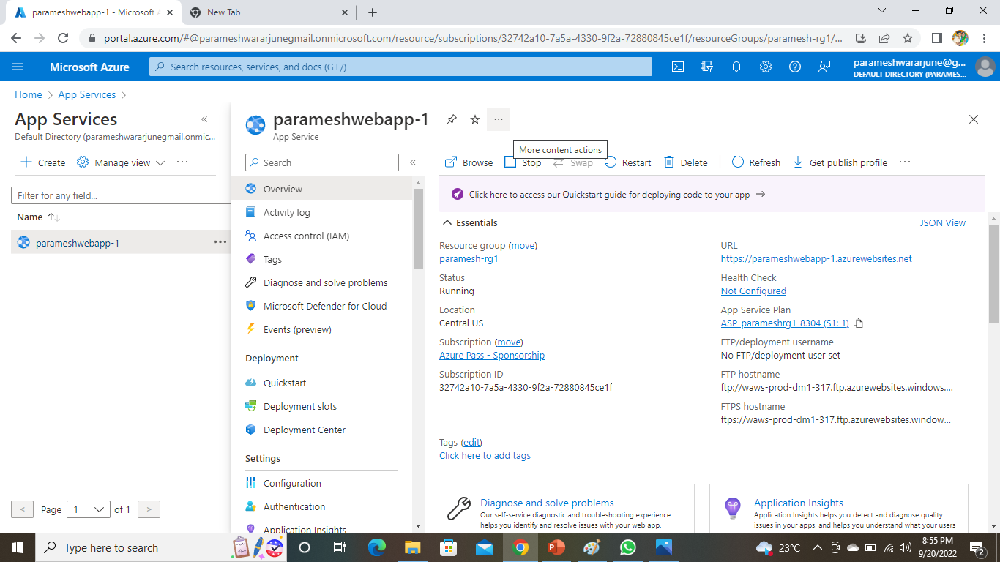 parameshwebapp-1 - Microsoft A
New Tab
portal.azure.com/#@parameshwararjunegmail.onmicrosoft.com/resource/subscriptions/32742a10-7a5a-4330-9f2a-72880845ce1f/resourceGroups/paramesh-rg1/...
Microsoft Azure
Search resources, services, and docs (G+/)
parameshwararjune@g...
DEFAULT DIRECTORY (PARAMES...
Home > App Services >
App Services
Default Directory (parameshwararjunegmail.onmic...
Create
Manage view
Filter for any field...
Name
parameshwebapp-1
Page 1 of 1
parameshwebapp-1
App Service
Search
Overview
Activity log
Access control (IAM)
Tags
Diagnose and solve problems
Microsoft Defender for Cloud
Events (preview)
Deployment
Quickstart
Deployment slots
Deployment Center
Settings
Configuration
Authentication
Application Insights
More content actions
Browse Stop Swap Restart Delete Refresh Get publish profile
Click here to access our Quickstart guide for deploying code to your app →
Essentials
JSON View
Resource group (move)
paramesh-rg1
Status
Running
Location
Central US
Subscription (move)
Azure Pass - Sponsorship
Subscription ID
32742a10-7a5a-4330-9f2a-72880845ce1f
URL
https://parameshwebapp-1.azurewebsites.net
Health Check
Not Configured
App Service Plan
ASP-parameshrg1-8304 (S1: 1)
FTP/deployment username
No FTP/deployment user set
FTP hostname
ftp://waws-prod-dm1-317.ftp.azurewebsites.windows....
FTPS hostname
ftps://waws-prod-dm1-317.ftp.azurewebsites.window...
Tags (edit)
Click here to add tags
Diagnose and solve problems
Our self-service diagnostic and troubleshooting experience
helps you identify and resolve issues with your web app.
Application Insights
Application Insights helps you detect and diagnose quality
issues in your apps, and helps you understand what your users
Type here to search
23°C
8:55 PM
9/20/2022
2